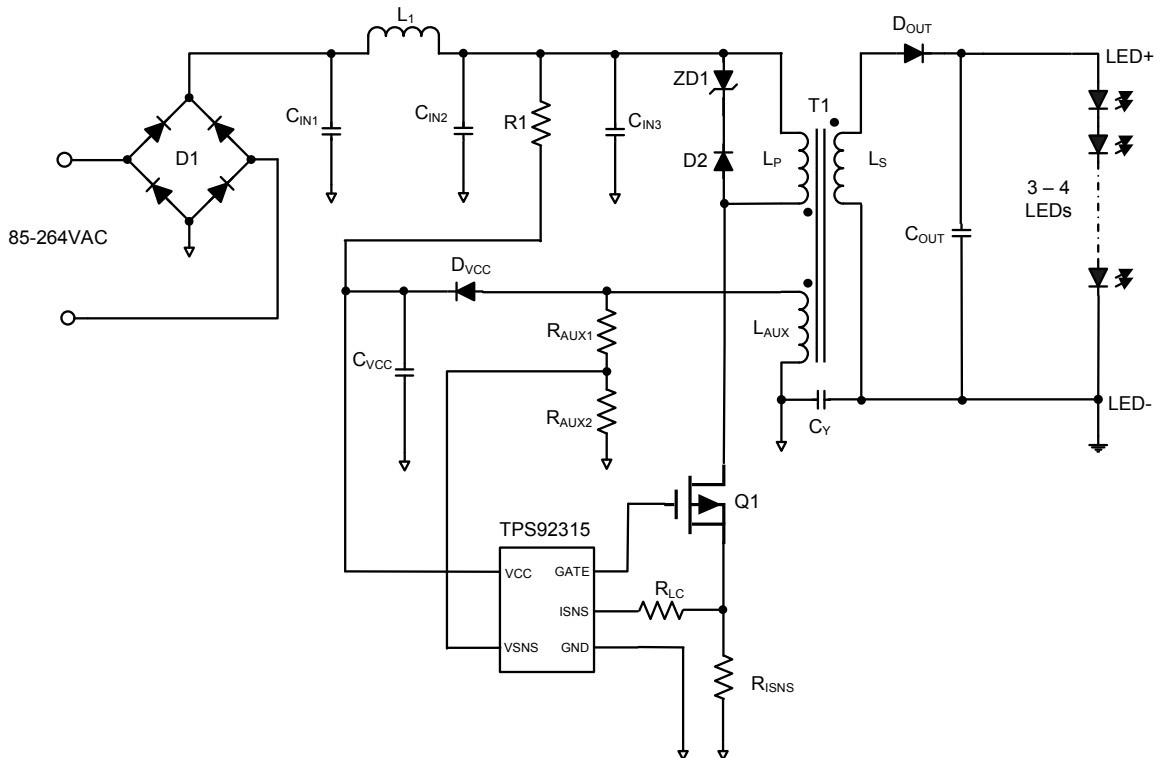 L1
DOUT
LED+
ZD1
CIN1
CIN2
R1
CIN3
T1
D1
D2
LP
LS
3 – 4
LEDs
85-264VAC
COUT
DVCC
RAUX1
LAUX
CVCC
RAUX2
CY
LED-
Q1
TPS92315
VCC
GATE
RLC
ISNS
VSNS
GND
RISNS